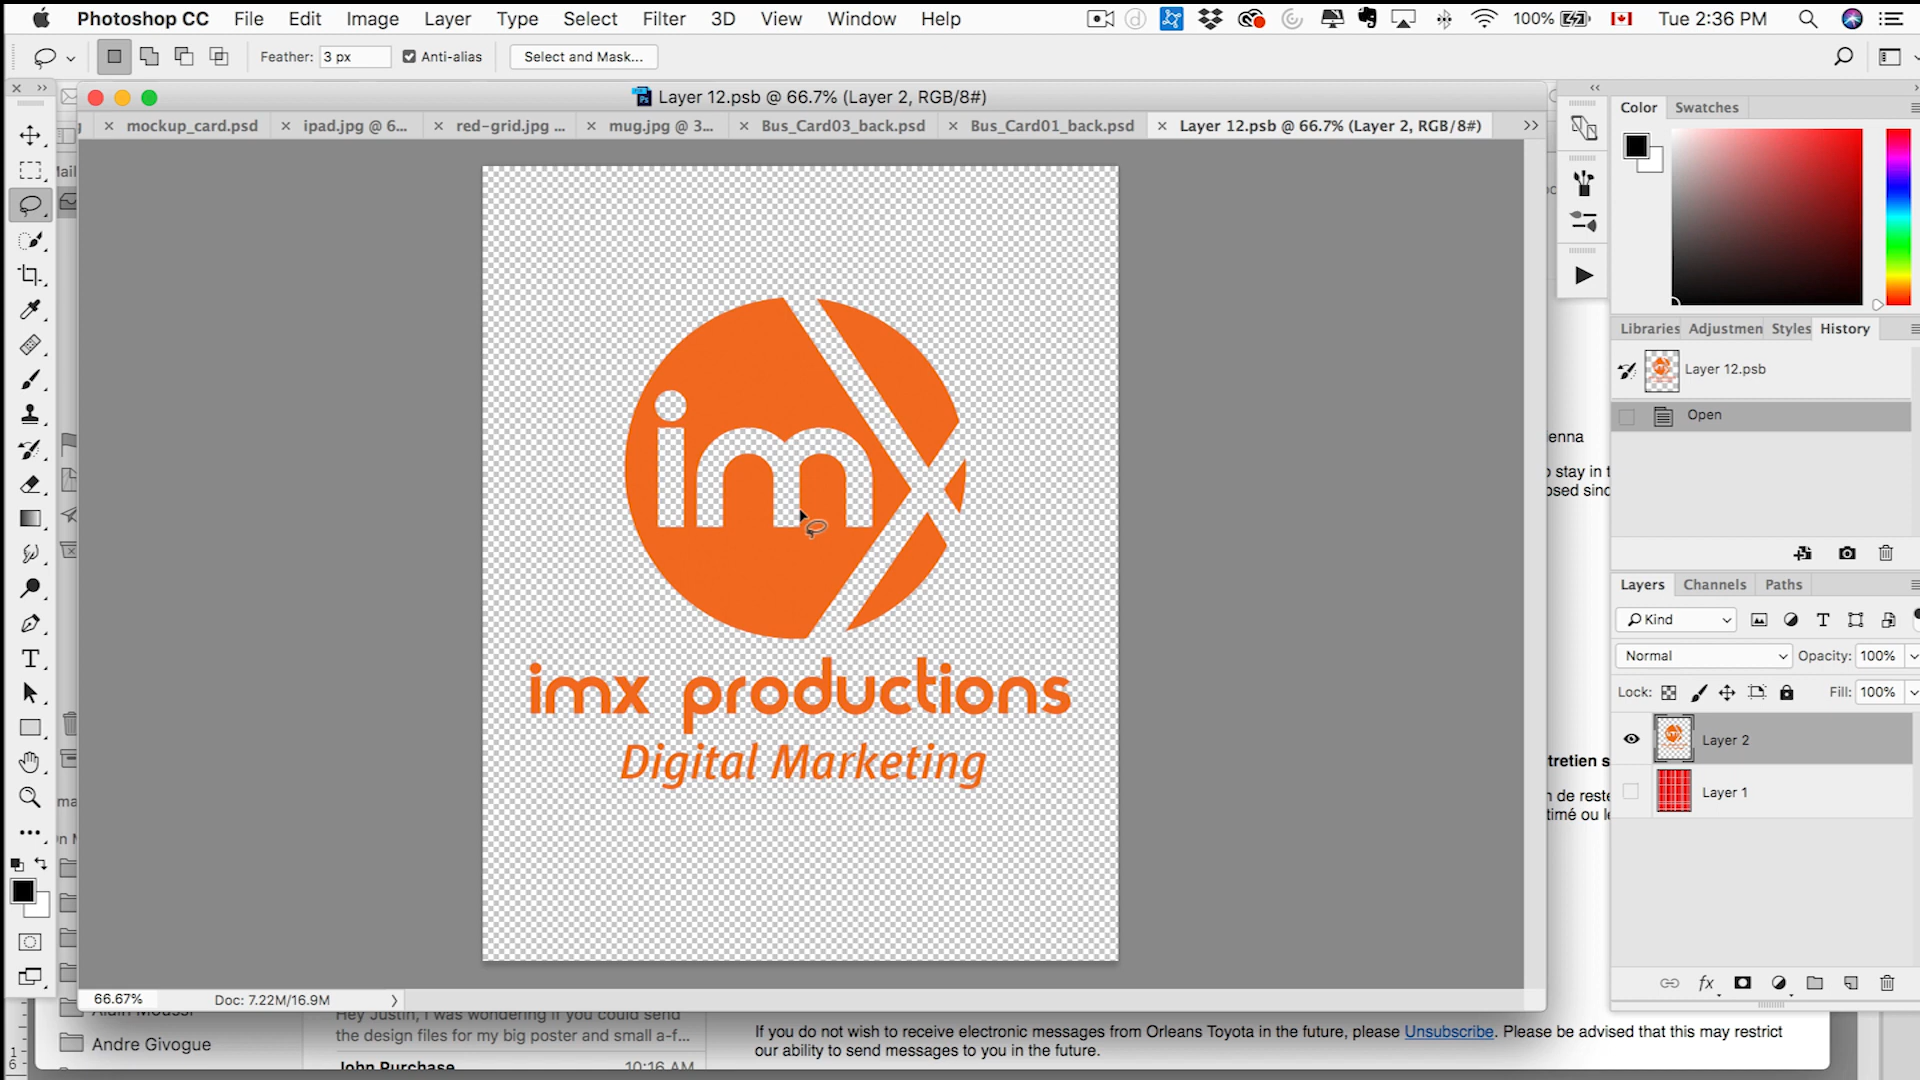 Photoshop CC File Edit Image Layer Type Select Filter 3D View Window Help 100% Tue 2:36 PM
Feather: 3 px Anti-alias Select and Mask...
Layer 12.psb @ 66.7% (Layer 2, RGB/8#)
mockup_card.psd ipad.jpg @ 6... red-grid.jpg ... mug.jpg @ 3... Bus_Card03_back.psd Bus_Card01_back.psd Layer 12.psb @ 66.7% (Layer 2, RGB/8#)
Color Swatches
Libraries Adjustmen Styles History
Layer 12.psb
Open
imx
imx productions
Digital Marketing
Layers Channels Paths
Kind
Normal Opacity: 100%
Lock: Fill: 100%
Layer 2
Layer 1
enna
stay in t
osed sinc
tretien s
n de reste
timé ou le
66.67% Doc: 7.22M/16.9M
Hey Justin, I was wondering if you could send
the design files for my big poster and small a-f...
Andre Givogue
John Purchase 10:16 AM
If you do not wish to receive electronic messages from Orleans Toyota in the future, please Unsubscribe. Please be advised that this may restrict
our ability to send messages to you in the future.